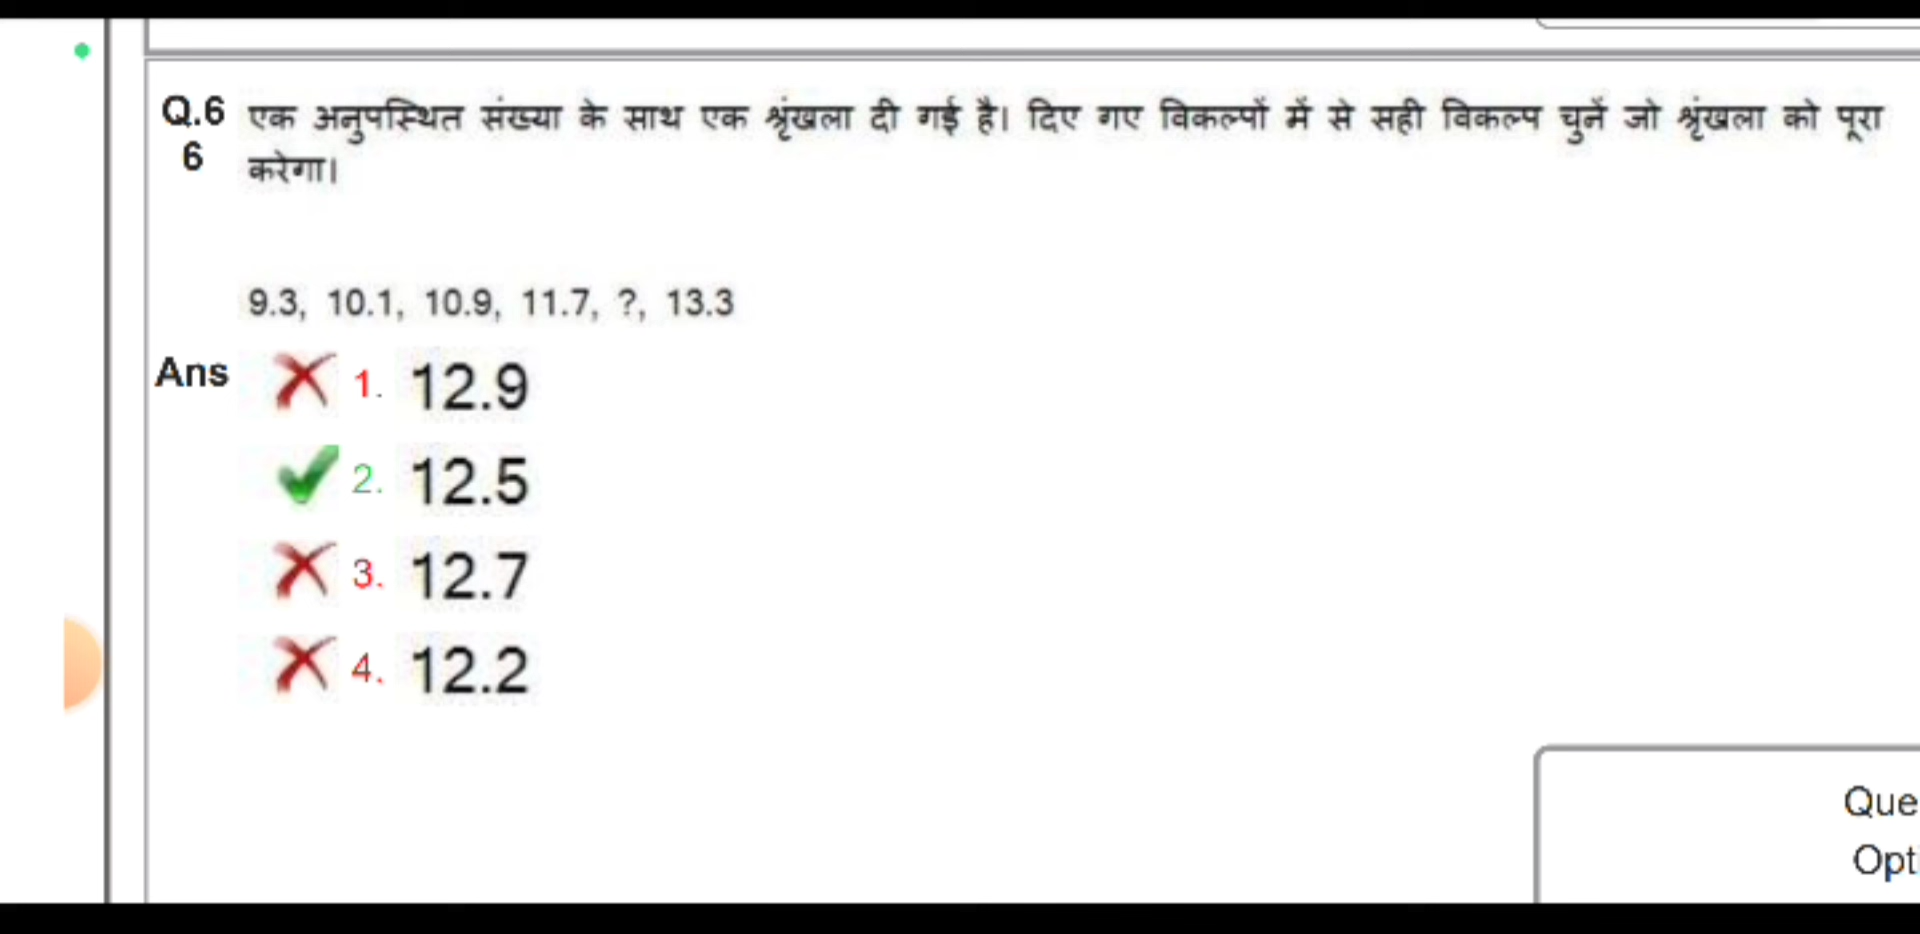 Q.6 एक अनुपस्थित संख्या के साथ एक श्रृंखला दी गई है। दिए गए विकल्पों में से सही विकल्प चुनें जो श्रृंखला को पूरा
6 करेगा।
9.3, 10.1, 10.9, 11.7, ?, 13.3
Ans 1. 12.9
2. 12.5
3. 12.7
4. 12.2
Que
Opti